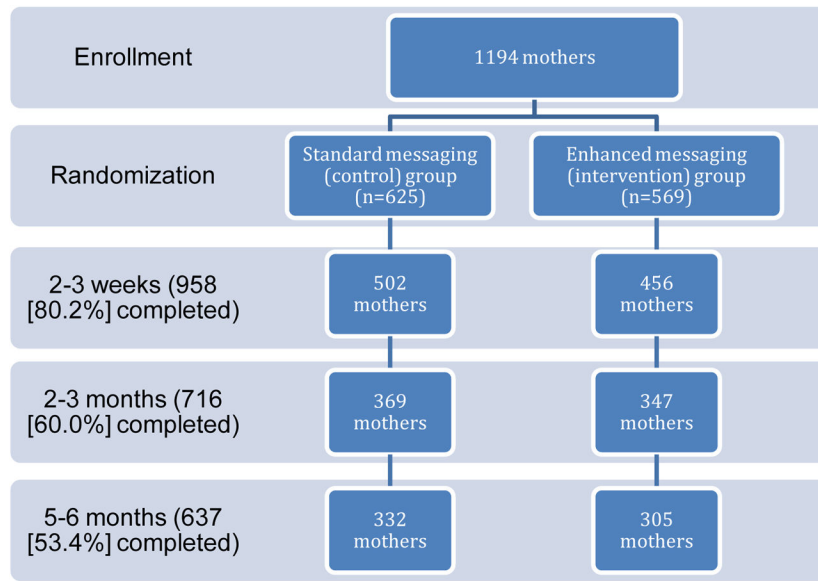 Enrollment
1194 mothers
Randomization
Standard messaging
(control) group
(n=625)
Enhanced messaging
(intervention) group
(n=569)
2-3 weeks (958
[80.2%] completed)
502
mothers
456
mothers
2-3 months (716
[60.0%] completed)
369
mothers
347
mothers
5-6 months (637
[53.4%] completed)
332
mothers
305
mothers